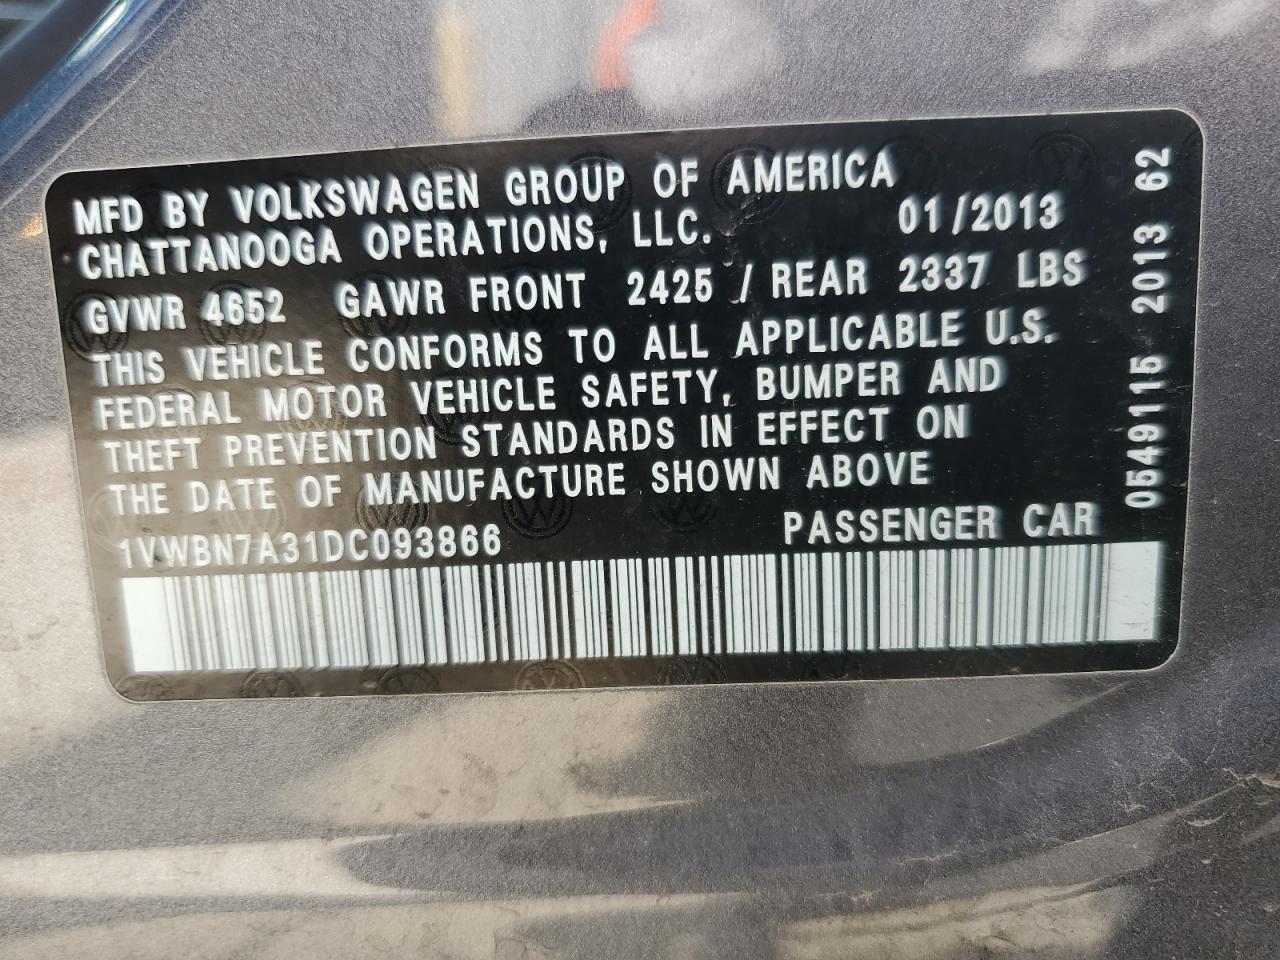 MFD BY VOLKSWAGEN GROUP OF AMERICA
CHATTANOOGA OPERATIONS, LLC. 01/2013
GVWR 4652 GAWR FRONT 2425 / REAR 2337 LBS
THIS VEHICLE CONFORMS TO ALL APPLICABLE U.S.
FEDERAL MOTOR VEHICLE SAFETY, BUMPER AND
THEFT PREVENTION STANDARDS IN EFFECT ON
THE DATE OF MANUFACTURE SHOWN ABOVE
1VWBN7A31DC093866 PASSENGER CAR
0549115 2013 62